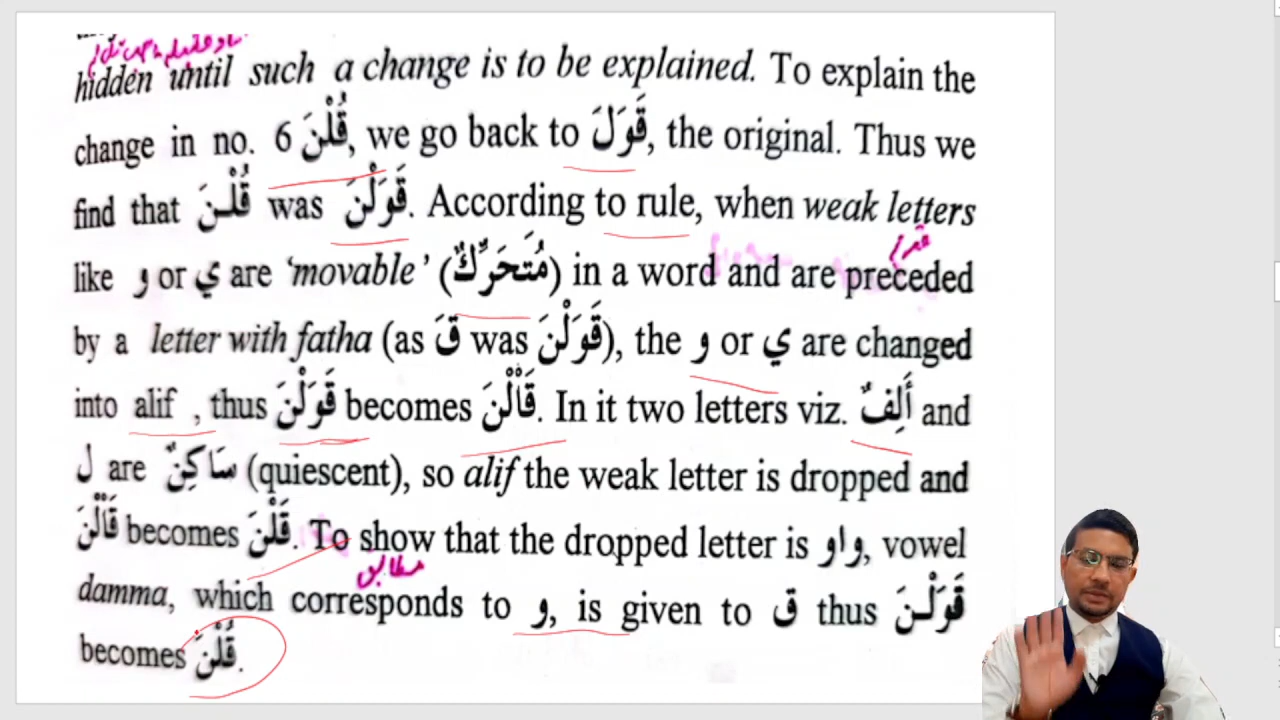 hidden until such a change is to be explained. To explain the
change in no. 6 قُلْنَ, we go back to قَوَلَ, the original. Thus we
find that قُلْنَ was قَوَلْنَ. According to rule, when weak letters
like و or ي are ‘movable’ (مُتَحَرِّكٌ) in a word and are preceded
by a letter with fatha (as قَ was قَوَلْنَ), the و or ي are changed
into alif , thus قَوَلْنَ becomes قَاْلْنَ. In it two letters viz. أَلِفٌ and
ل are سَاكِنٌ (quiescent), so alif the weak letter is dropped and
قَاْلْنَ becomes قَلْنَ. To show that the dropped letter is واو, vowel
مطابق
damma, which corresponds to و, is given to ق thus قَوَلْنَ
becomes قُلْنَ.